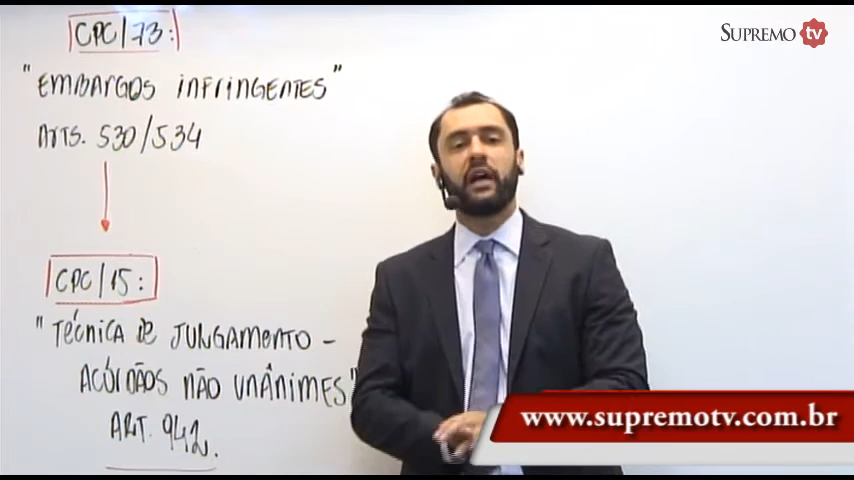 CPC/73:
"EMBARGOS INFRINGENTES"
ARTS. 530/534
CPC/15:
"TÉCNICA DE JULGAMENTO -
ACÓRDÃOS NÃO UNÂNIMES"
ART. 942.
SUPREMO tv
www.supremotv.com.br